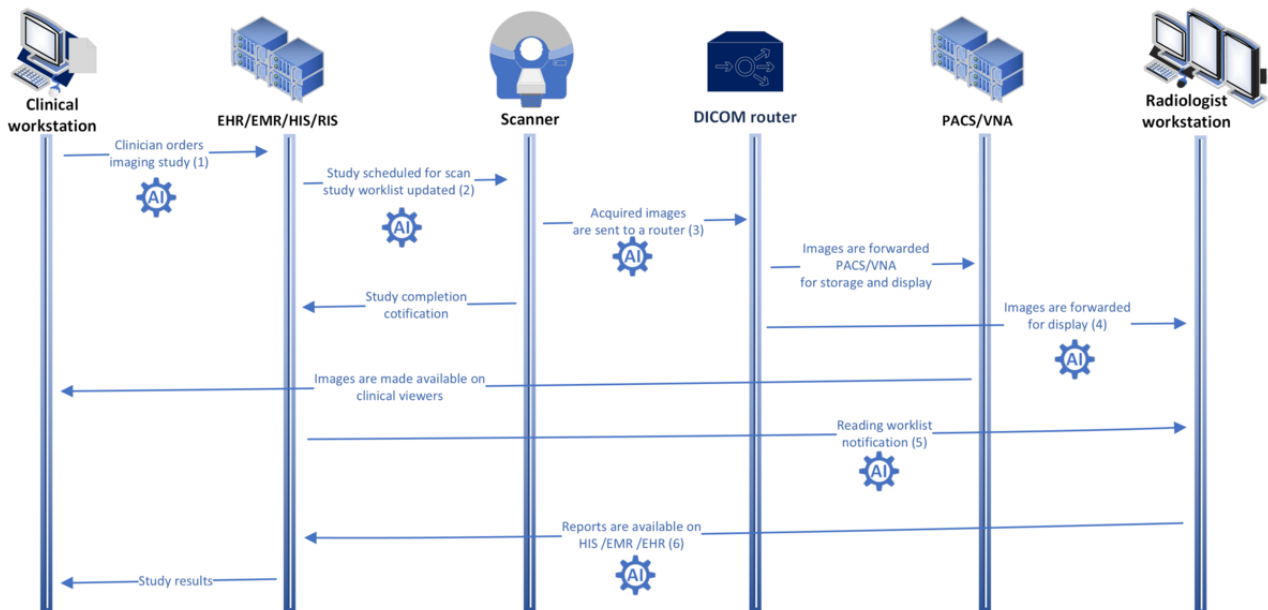 Clinical
workstation
EHR/EMR/HIS/RIS
Scanner
DICOM router
PACS/VNA
Radiologist
workstation
Clinician orders
imaging study (1)
AI
Study scheduled for scan
study worklist updated (2)
AI
Acquired images
are sent to a router (3)
AI
Images are forwarded
PACS/VNA
for storage and display
Study completion
cotification
Images are forwarded
for display (4)
AI
Images are made available on
clinical viewers
Reading worklist
notification (5)
AI
Reports are available on
HIS /EMR /EHR (6)
AI
Study results